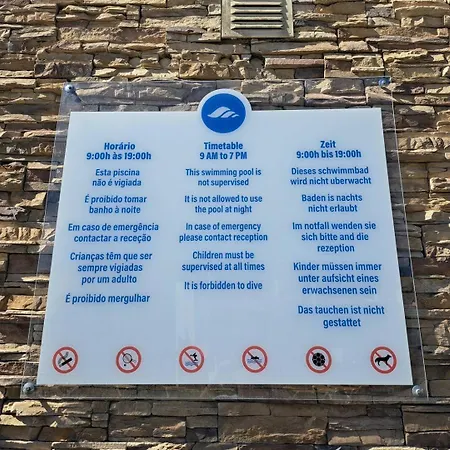 Horário
9:00h às 19:00h
Esta piscina
não é vigiada
É proibido tomar
banho à noite
Em caso de emergência
contactar a receção
Crianças têm que ser
sempre vigiadas
por um adulto
É proibido mergulhar
Timetable
9 AM to 7 PM
This swimming pool is
not supervised
It is not allowed to use
the pool at night
In case of emergency
please contact reception
Children must be
supervised at all times
It is forbidden to dive
Zeit
9:00h bis 19:00h
Dieses schwimmbad
wird nicht uberwacht
Baden is nachts
nicht erlaubt
Im notfall wenden sie
sich bitte and die
rezeption
Kinder müssen immer
unter aufsicht eines
erwachsenen sein
Das tauchen ist nicht
gestattet